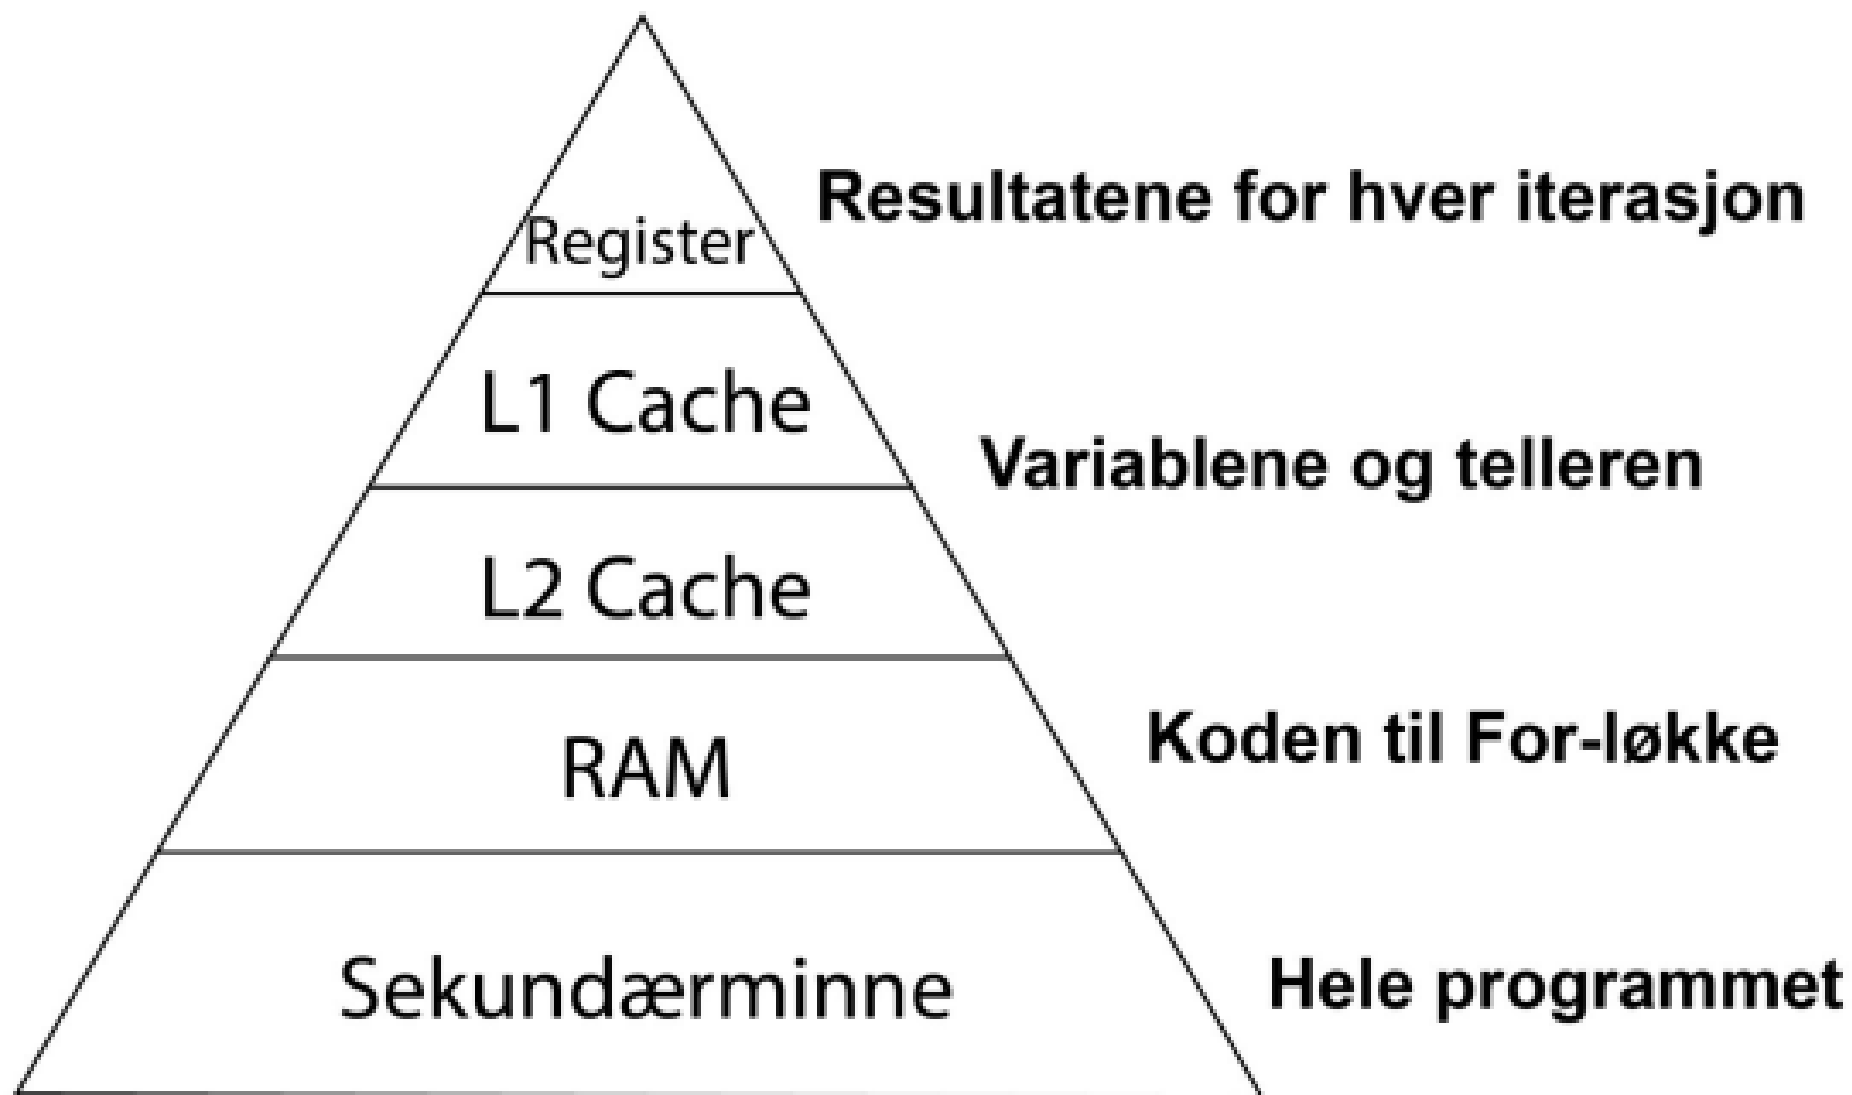 Resultatene for hver iterasjon
Register
L1 Cache
Variablene og telleren
L2 Cache
Koden til For-løkke
RAM
Sekundærminne
Hele programmet